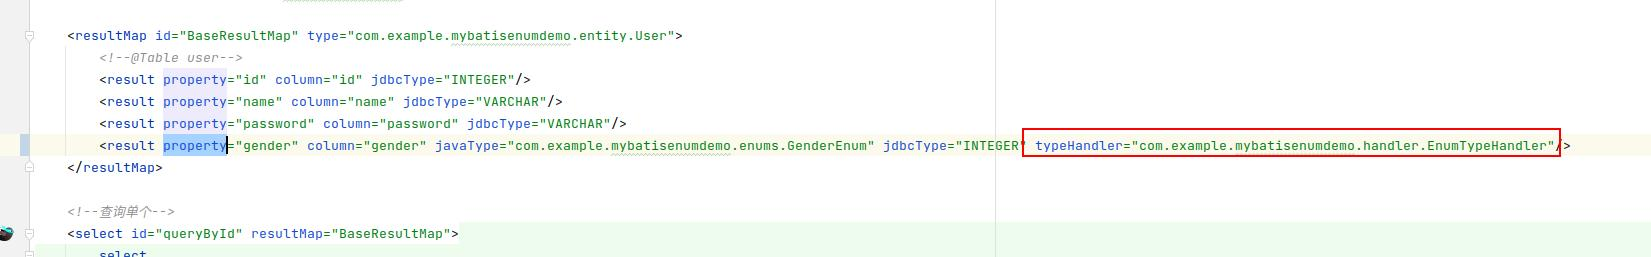 <resultMap id="BaseResultMap" type="com.example.mybatisenumdemo.entity.User">
<!--@Table user-->
<result property="id" column="id" jdbcType="INTEGER"/>
<result property="name" column="name" jdbcType="VARCHAR"/>
<result property="password" column="password" jdbcType="VARCHAR"/>
<result property="gender" column="gender" javaType="com.example.mybatisenumdemo.enums.GenderEnum" jdbcType="INTEGER" typeHandler="com.example.mybatisenumdemo.handler.EnumTypeHandler"/>
</resultMap>
<!--查询单个-->
<select id="queryById" resultMap="BaseResultMap">
select